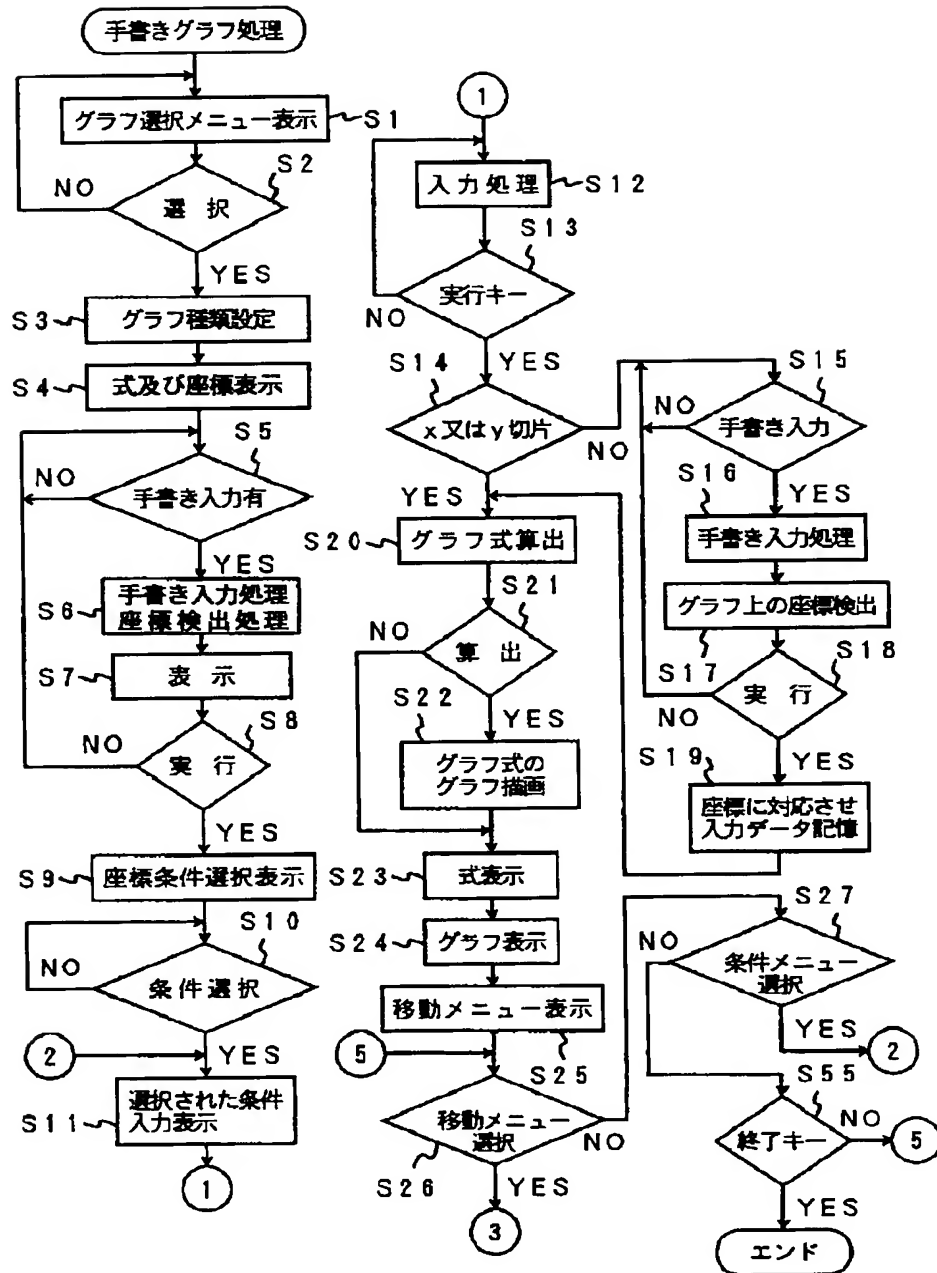 手書きグラフ処理
グラフ選択メニュー表示
S1
S2
NO
選択
YES
S3
グラフ種類設定
S4
式及び座標表示
S5
NO
手書き入力有
YES
S6
手書き入力処理
座標検出処理
S7
表示
S8
NO
実行
YES
S9
座標条件選択表示
S10
NO
条件選択
2
YES
S11
選択された条件
入力表示
1
1
入力処理
S12
S13
実行キー
NO
YES
S14
x又はy切片
NO
YES
S20
グラフ式算出
S21
NO
算出
S22
YES
グラフ式の
グラフ描画
S23
式表示
S24
グラフ表示
移動メニュー表示
5
S25
移動メニュー
選択
NO
S26
YES
3
S15
NO
手書き入力
S16
YES
手書き入力処理
グラフ上の座標検出
S17
S18
実行
NO
S19
YES
座標に対応させ
入力データ記憶
S27
NO
条件メニュー
選択
YES
2
S55
終了キー
NO
5
YES
エンド